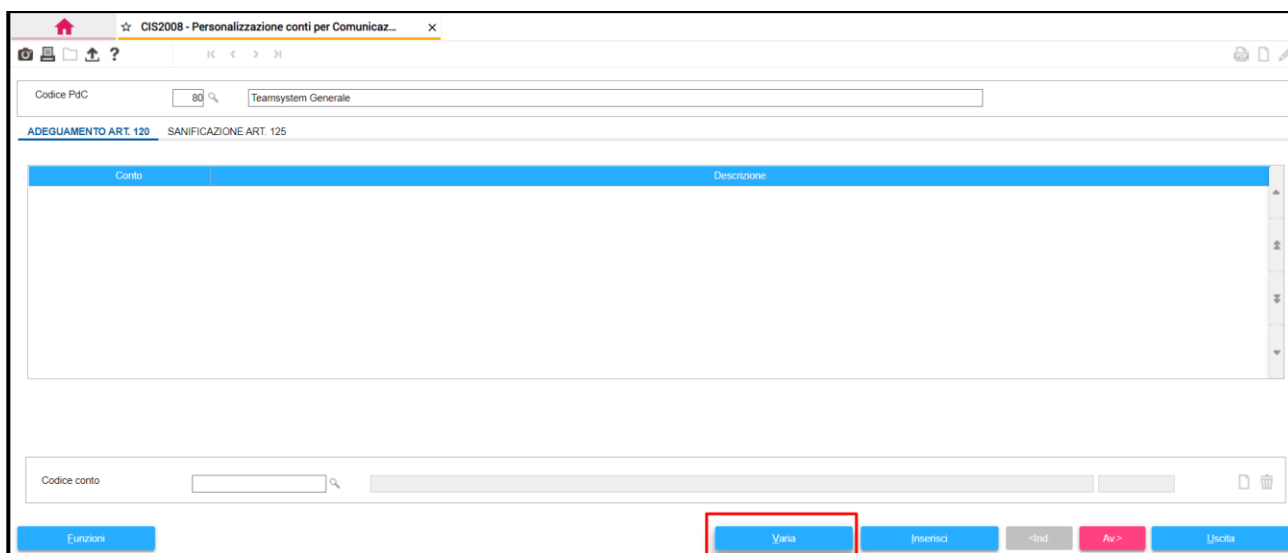 ☆ CIS2008 - Personalizzazione conti per Comunicaz... ×
?
Codice PdC 80 Teamsystem Generale
ADEGUAMENTO ART. 120 SANIFICAZIONE ART. 125
Conto Descrizione
Codice conto
Funzioni Varia Inserisci <Ind. Av.> Uscita